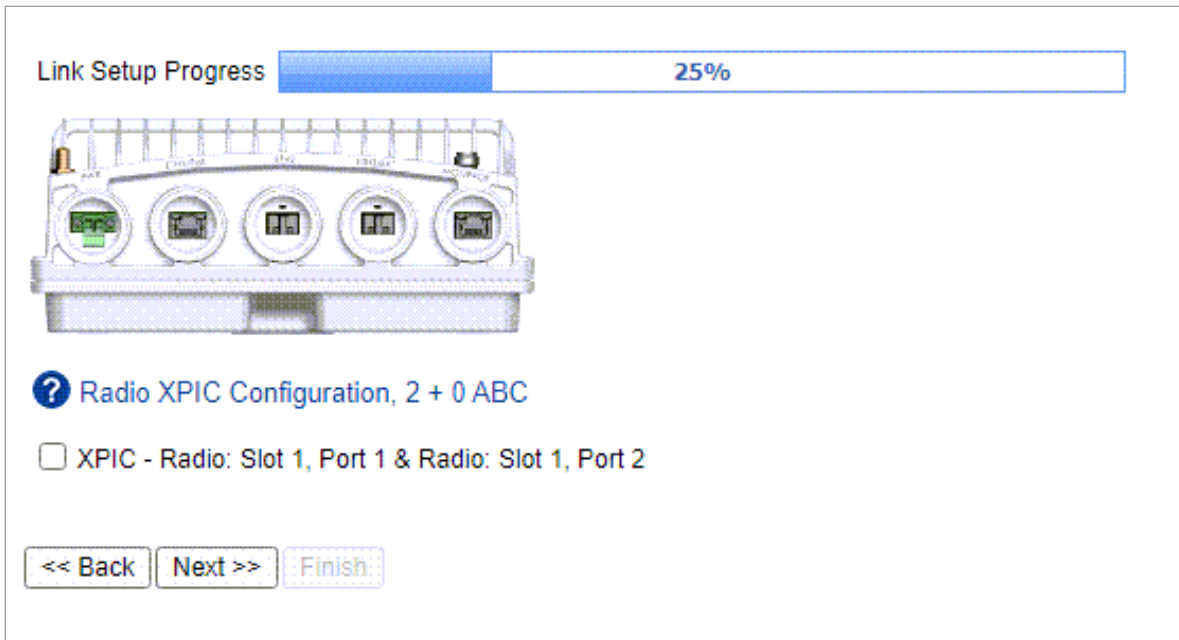 Link Setup Progress 25%
Radio XPIC Configuration, 2 + 0 ABC
XPIC - Radio: Slot 1, Port 1 & Radio: Slot 1, Port 2
<< Back Next >> Finish